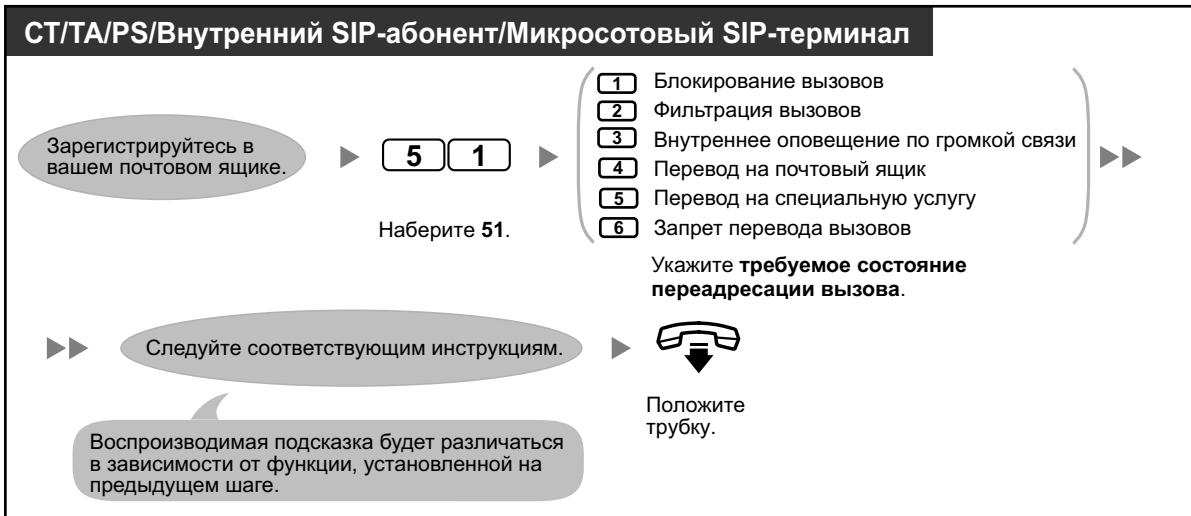 СТ/ТА/PS/Внутренний SIP-абонент/Микросотовый SIP-терминал
Зарегистрируйтесь в
вашем почтовом ящике.
5 1
Наберите 51.
1 Блокирование вызовов
2 Фильтрация вызовов
3 Внутреннее оповещение по громкой связи
4 Перевод на почтовый ящик
5 Перевод на специальную услугу
6 Запрет перевода вызовов
Укажите требуемое состояние
переадресации вызова.
Следуйте соответствующим инструкциям.
Воспроизводимая подсказка будет различаться
в зависимости от функции, установленной на
предыдущем шаге.
Положите
трубку.